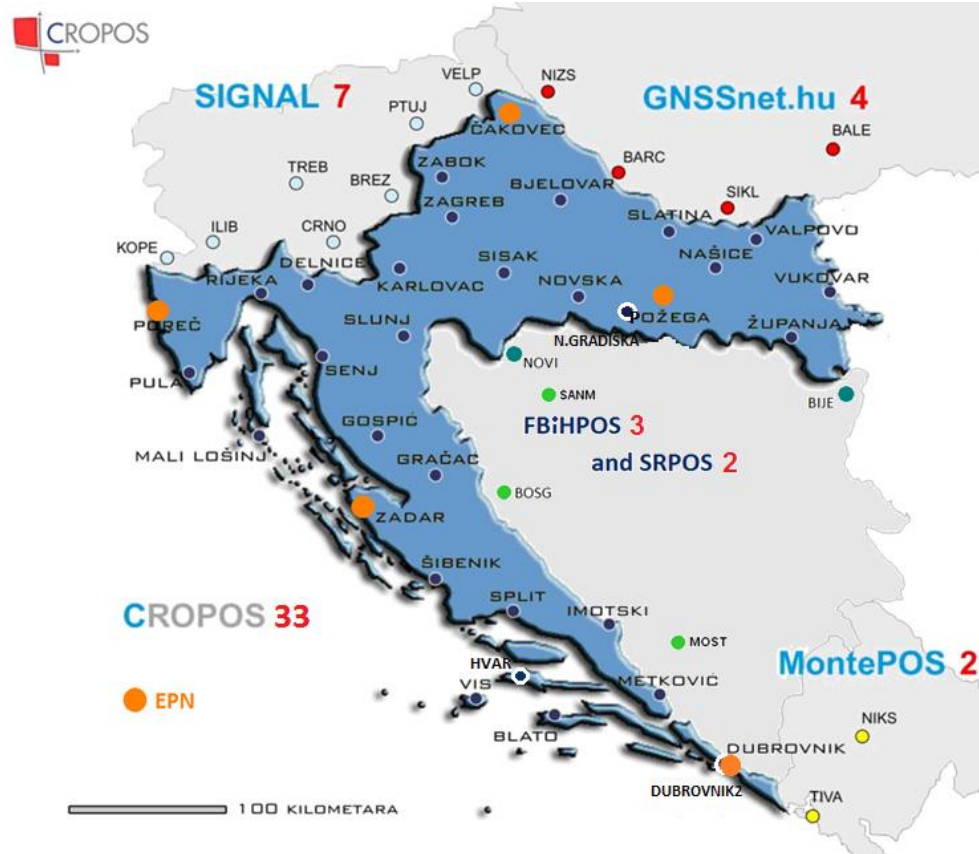 CROPOS
VELP
NIZS
SIGNAL 7
GNSSnet.hu 4
PTUJ
ČAKOVEC
BALE
ZABOK
BARC
TREB
BREZ
BJELOVAR
SIKL
ZAGREB
SLATINA
ILIB
CRNO
VALPOVO
KOPE
DELNICE
SISAK
NAŠICE
RIJEKA
KARLOVAC
NOVSKA
VUKOVAR
POREČ
SLUNJ
POŽEGA
ŽUPANJA
N.GRADIŠKA
NOVI
PULA
SENJ
SANM
BIJE
GOSPIĆ
FBiHPOS 3
MALI LOŠINJ
GRAČAC
and SRPOS 2
BOSG
ZADAR
ŠIBENIK
SPLIT
IMOTSKI
CROPOS 33
MOST
HVAR
MontePOS 2
VIS
METKOVIĆ
EPN
BLATO
NIKS
DUBROVNIK
DUBROVNIK2
TIVA
100 KILOMETARA